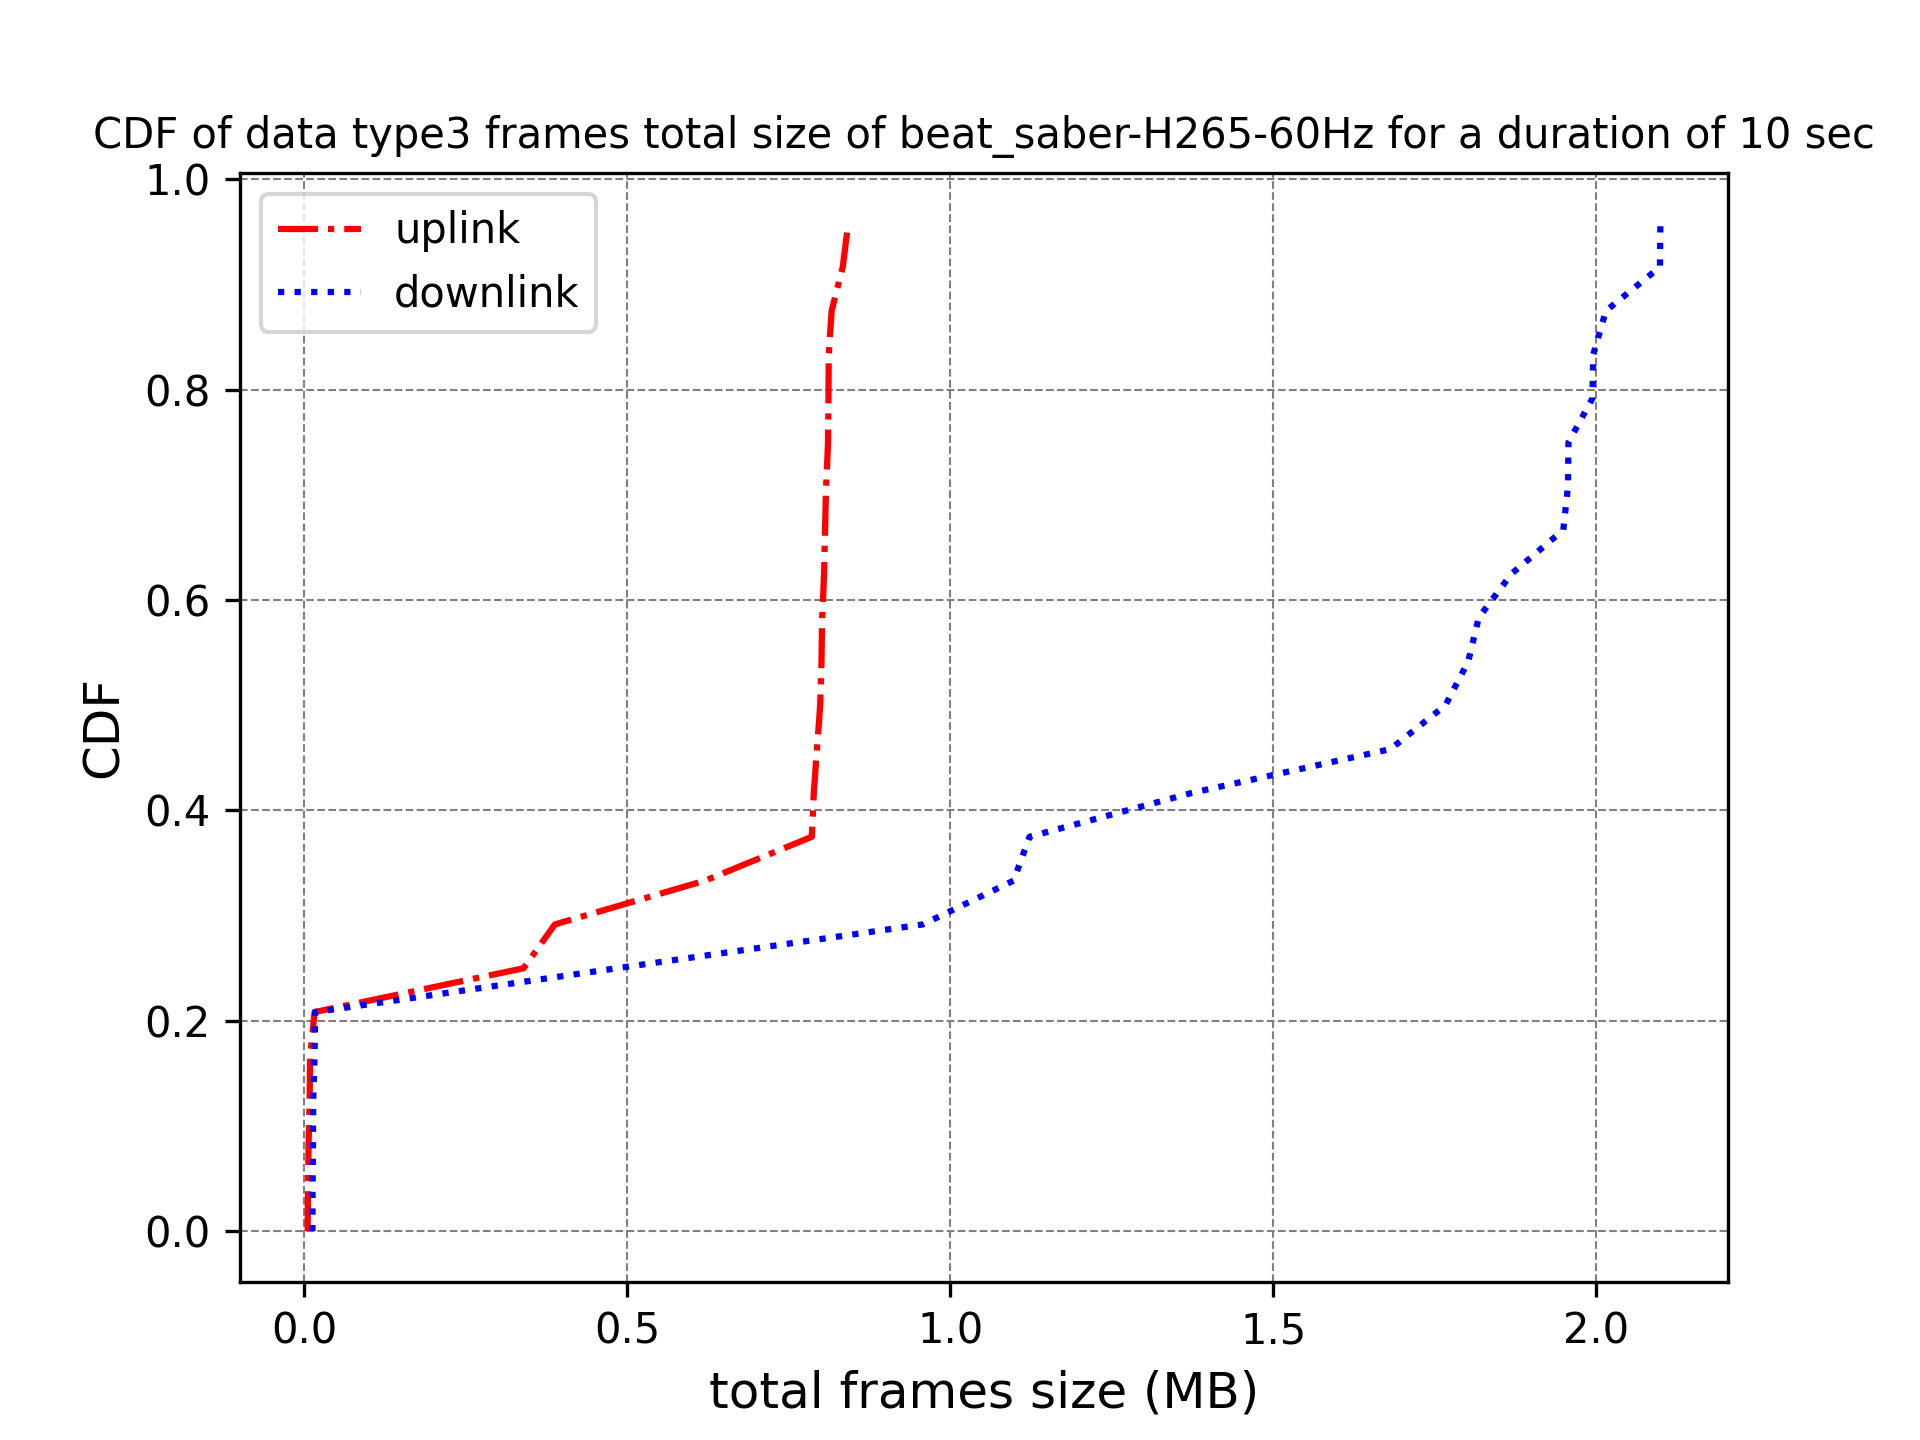 CDF of data type3 frames total size of beat_saber-H265-60Hz for a duration of 10 sec
1.0
uplink
downlink
0.8
0.6
CDF
0.4
0.2
0.0
0.0 0.5 1.0 1.5 2.0
total frames size (MB)